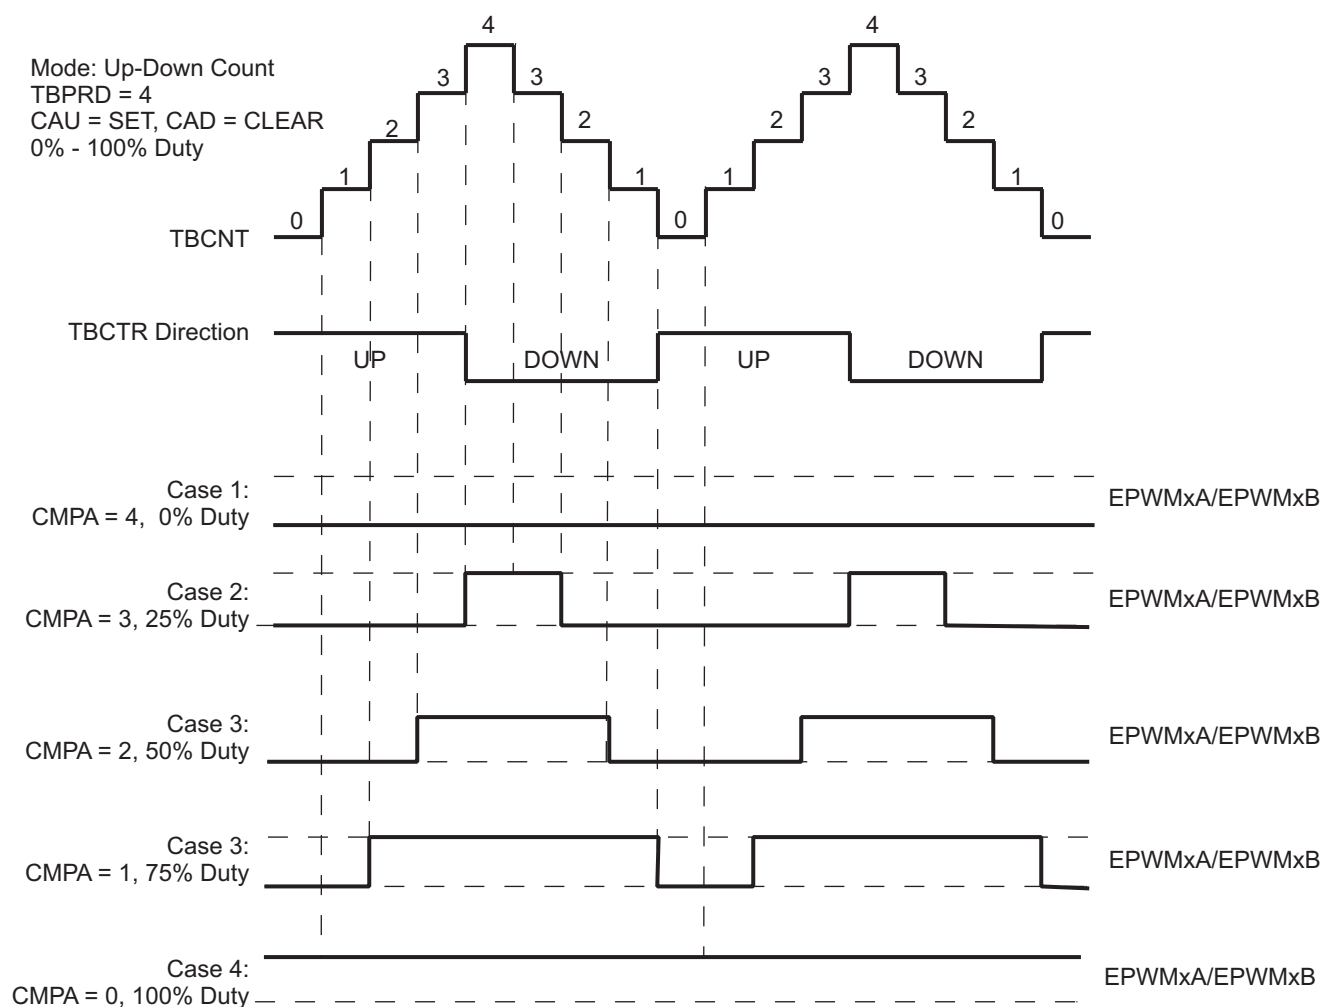 4 4
Mode: Up-Down Count
TBPRD = 4
CAU = SET, CAD = CLEAR
0% - 100% Duty
3 3 3 3
2 2 2 2
1 1 1 1
0 0 0
TBCNT
TBCTR Direction
UP DOWN UP DOWN
Case 1:
CMPA = 4, 0% Duty
EPWMxA/EPWMxB
Case 2:
CMPA = 3, 25% Duty
EPWMxA/EPWMxB
Case 3:
CMPA = 2, 50% Duty
EPWMxA/EPWMxB
Case 3:
CMPA = 1, 75% Duty
EPWMxA/EPWMxB
Case 4:
CMPA = 0, 100% Duty
EPWMxA/EPWMxB